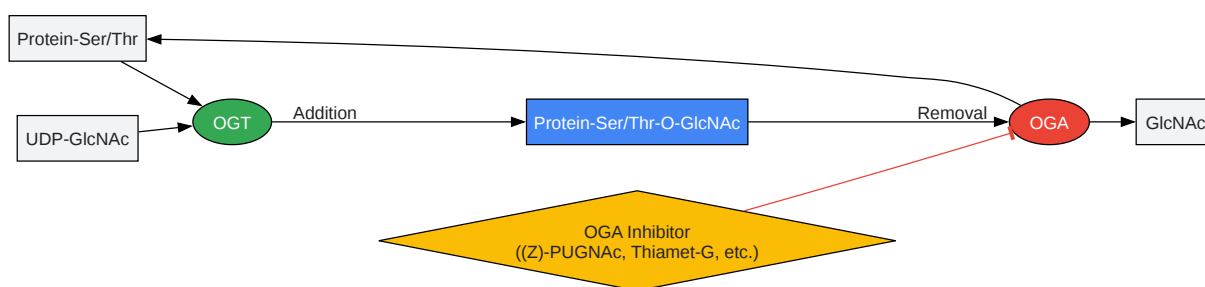 Protein-Ser/Thr
UDP-GlcNAc
OGT
Addition
Protein-Ser/Thr-O-GlcNAc
Removal
OGA
GlcNAc
OGA Inhibitor
((Z)-PUGNAc, Thiamet-G, etc.)